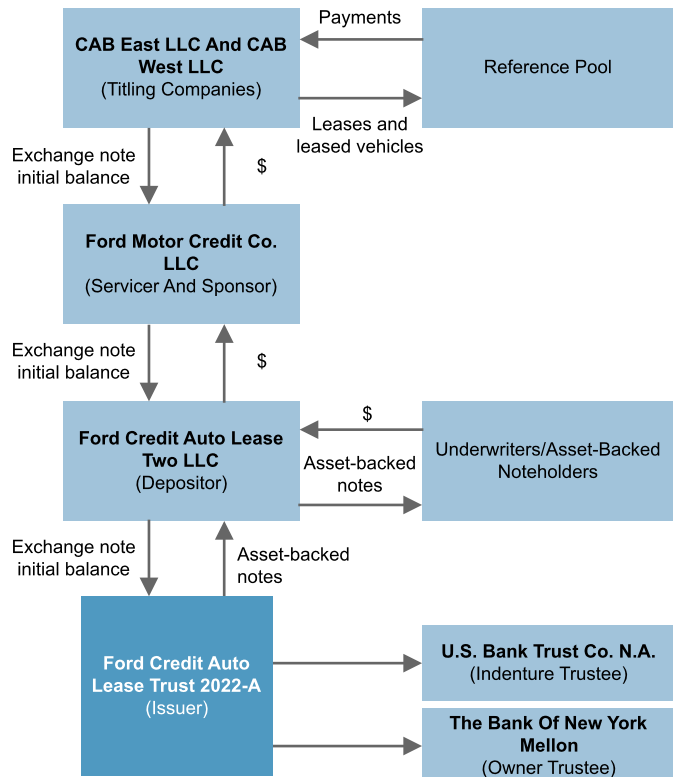 CAB East LLC And CAB
West LLC
(Titling Companies)
Payments
Reference Pool
Leases and
leased vehicles
Exchange note
initial balance
$
Ford Motor Credit Co.
LLC
(Servicer And Sponsor)
Exchange note
initial balance
$
Ford Credit Auto Lease
Two LLC
(Depositor)
$
Asset-backed
notes
Underwriters/Asset-Backed
Noteholders
Exchange note
initial balance
Asset-backed
notes
Ford Credit Auto
Lease Trust 2022-A
(Issuer)
U.S. Bank Trust Co. N.A.
(Indenture Trustee)
The Bank Of New York
Mellon
(Owner Trustee)